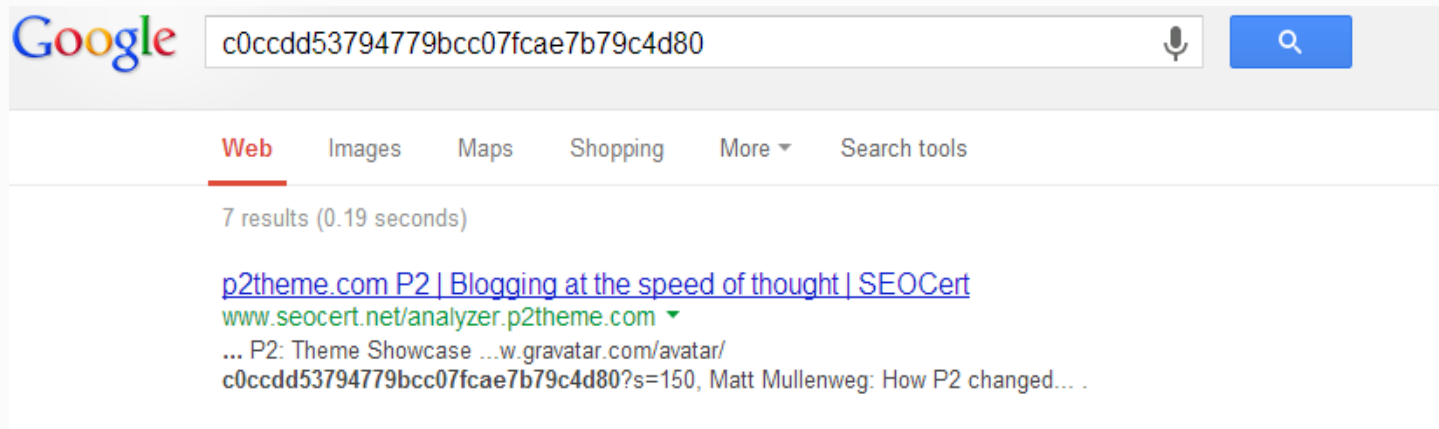 Google c0ccdd53794779bcc07fcae7b79c4d80
Web Images Maps Shopping More Search tools
7 results (0.19 seconds)
p2theme.com P2 | Blogging at the speed of thought | SEOCert
www.seocert.net/analyzer.p2theme.com
... P2: Theme Showcase ...w.gravatar.com/avatar/
c0ccdd53794779bcc07fcae7b79c4d80?s=150, Matt Mullenweg: How P2 changed... .